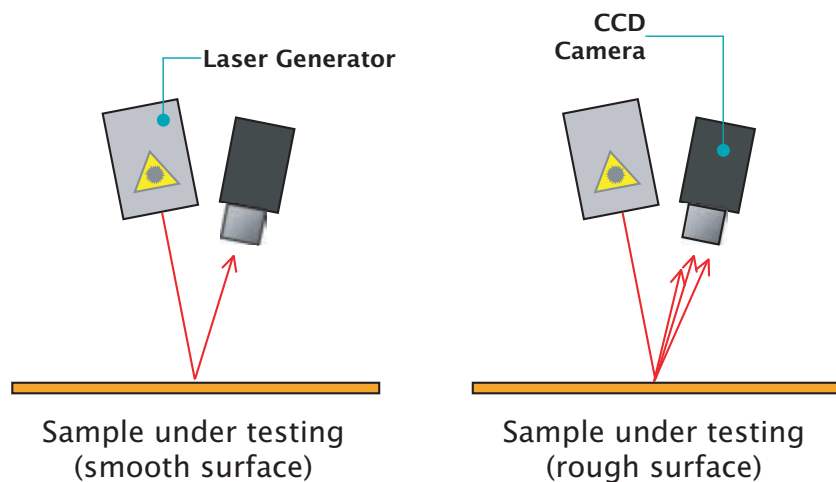 Laser Generator
CCD
Camera
Sample under testing
(smooth surface)
Sample under testing
(rough surface)